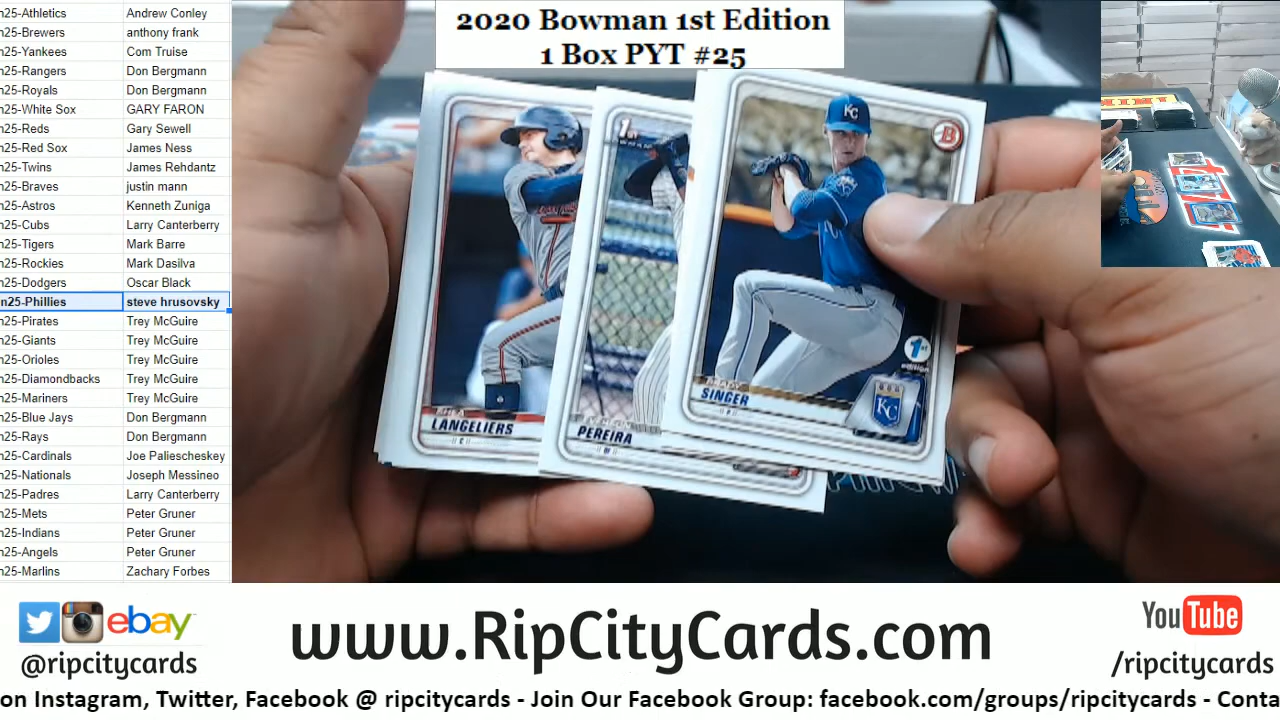 n25-Athletics Andrew Conley
n25-Brewers anthony frank
n25-Yankees Com Truise
n25-Rangers Don Bergmann
n25-Royals Don Bergmann
n25-White Sox GARY FARON
n25-Reds Gary Sewell
n25-Red Sox James Ness
n25-Twins James Rehdantz
n25-Braves justin mann
n25-Astros Kenneth Zuniga
n25-Cubs Larry Canterberry
n25-Tigers Mark Barre
n25-Rockies Mark Dasilva
n25-Dodgers Oscar Black
n25-Phillies steve hrusovsky
n25-Pirates Trey McGuire
n25-Giants Trey McGuire
n25-Orioles Trey McGuire
n25-Diamondbacks Trey McGuire
n25-Mariners Trey McGuire
n25-Blue Jays Don Bergmann
n25-Rays Don Bergmann
n25-Cardinals Joe Paliescheskey
n25-Nationals Joseph Messineo
n25-Padres Larry Canterberry
n25-Mets Peter Gruner
n25-Indians Peter Gruner
n25-Angels Peter Gruner
n25-Marlins Zachary Forbes
2020 Bowman 1st Edition
1 Box PYT #25
LANGELIERS
C
1st
PEREIRA
OF
KC
B
1st
edition
BRADY
SINGER
P
KC
ebay
@ripcitycards
www.RipCityCards.com
YouTube
/ripcitycards
on Instagram, Twitter, Facebook @ ripcitycards - Join Our Facebook Group: facebook.com/groups/ripcitycards - Conta